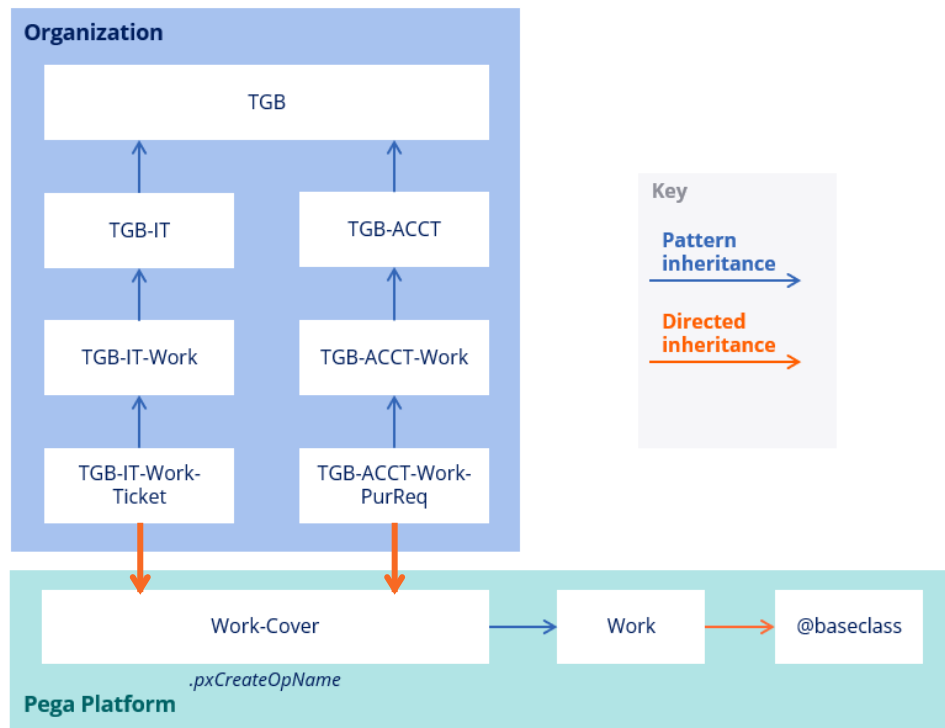 Organization
TGB
TGB-IT
TGB-ACCT
TGB-IT-Work
TGB-ACCT-Work
TGB-IT-Work-
Ticket
TGB-ACCT-Work-
PurReq
Key
Pattern
inheritance
Directed
inheritance
Work-Cover
Work
@baseclass
.pxCreateOpName
Pega Platform